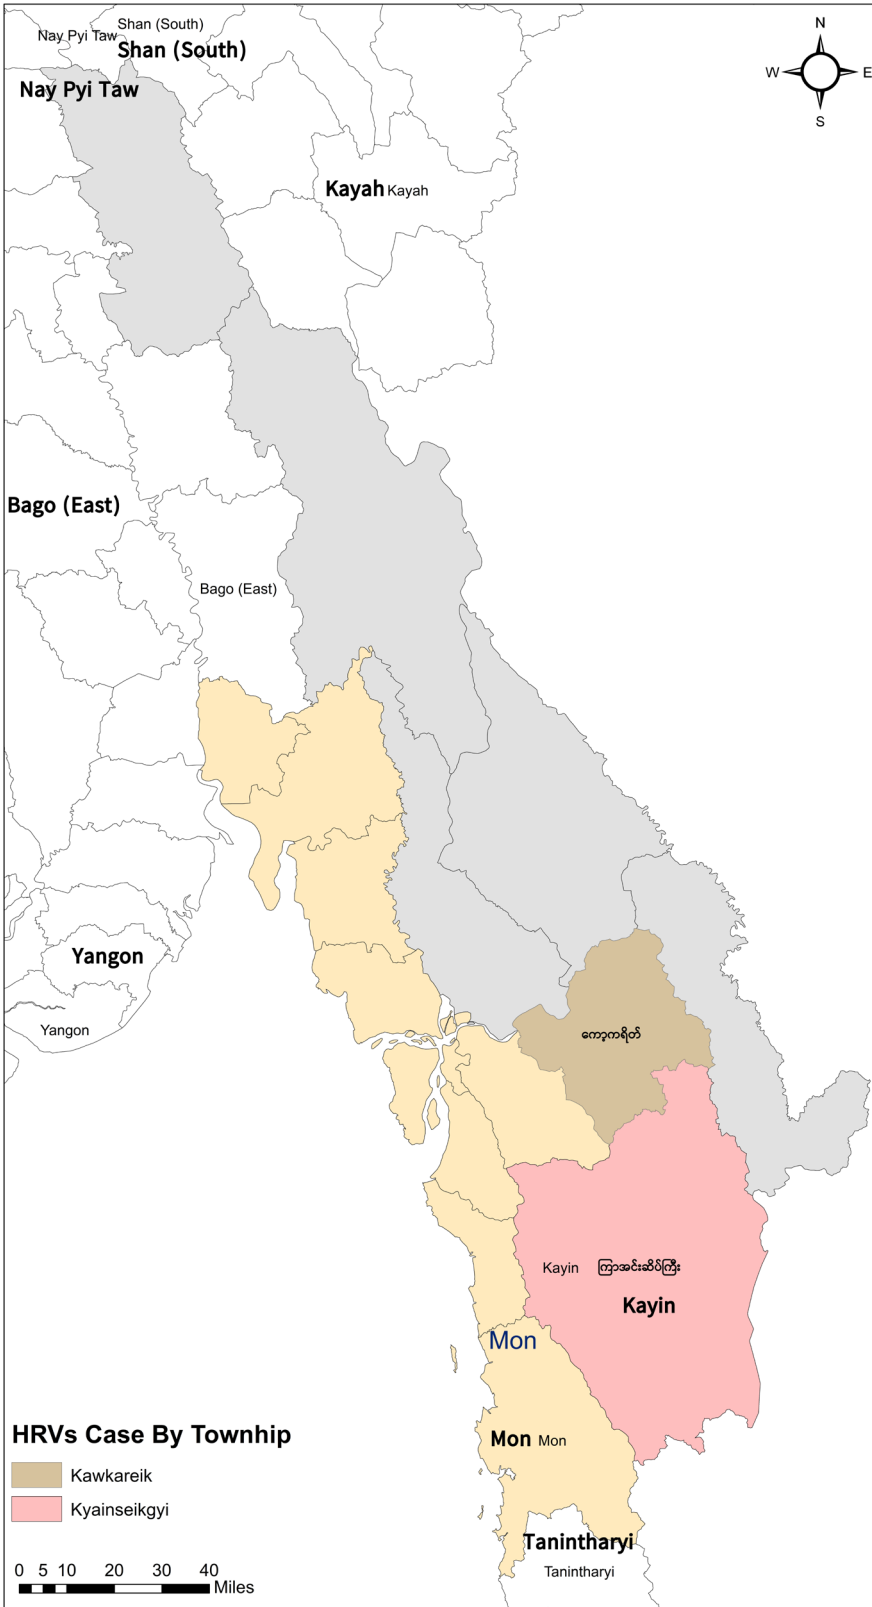 Shan (South)
Nay Pyi Taw
Shan (South)
Nay Pyi Taw
N
W
E
S
Kayah Kayah
Bago (East)
Bago (East)
Yangon
Yangon
ကော့ကရိတ်
Kayin ကြာအင်းဆိပ်ကြီး
Kayin
Mon
Mon Mon
Tanintharyi
Tanintharyi
HRVs Case By Townhip
Kawkareik
Kyainseikgyi
0 5 10 20 30 40
Miles